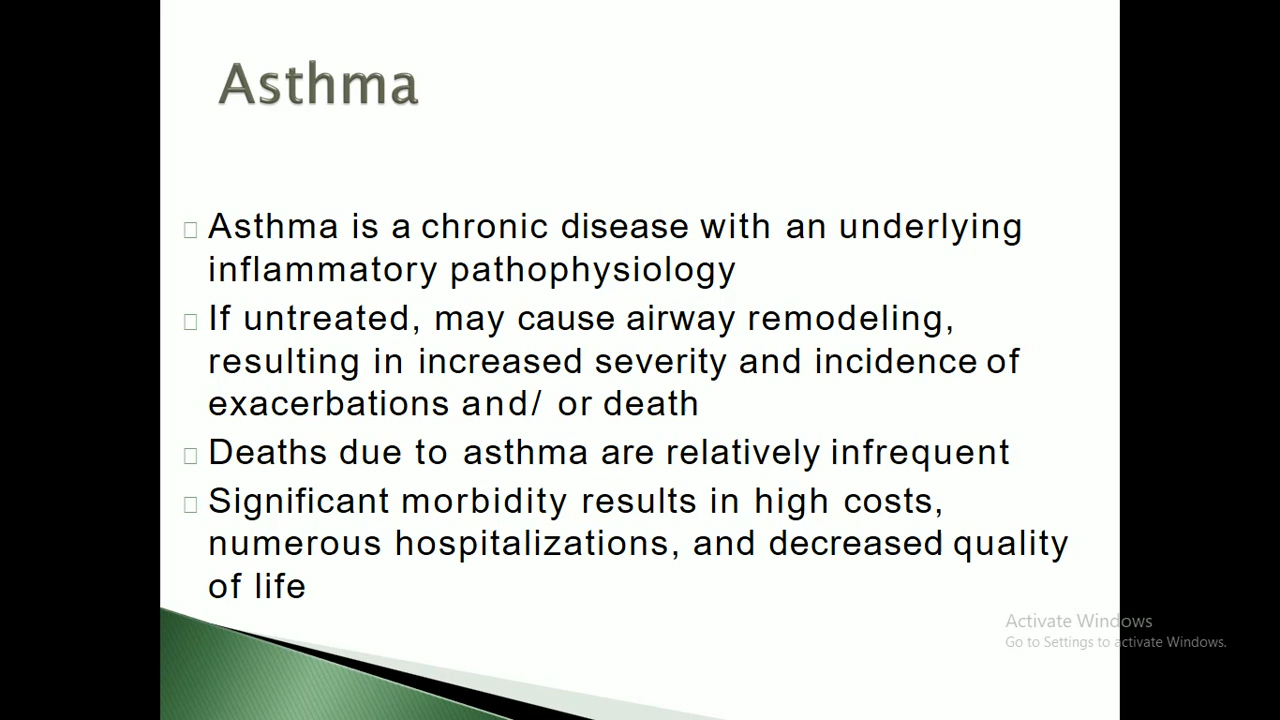 Asthma
Asthma is a chronic disease with an underlying
inflammatory pathophysiology
If untreated, may cause airway remodeling,
resulting in increased severity and incidence of
exacerbations and/ or death
Deaths due to asthma are relatively infrequent
Significant morbidity results in high costs,
numerous hospitalizations, and decreased quality
of life
Activate Windows
Go to Settings to activate Windows.